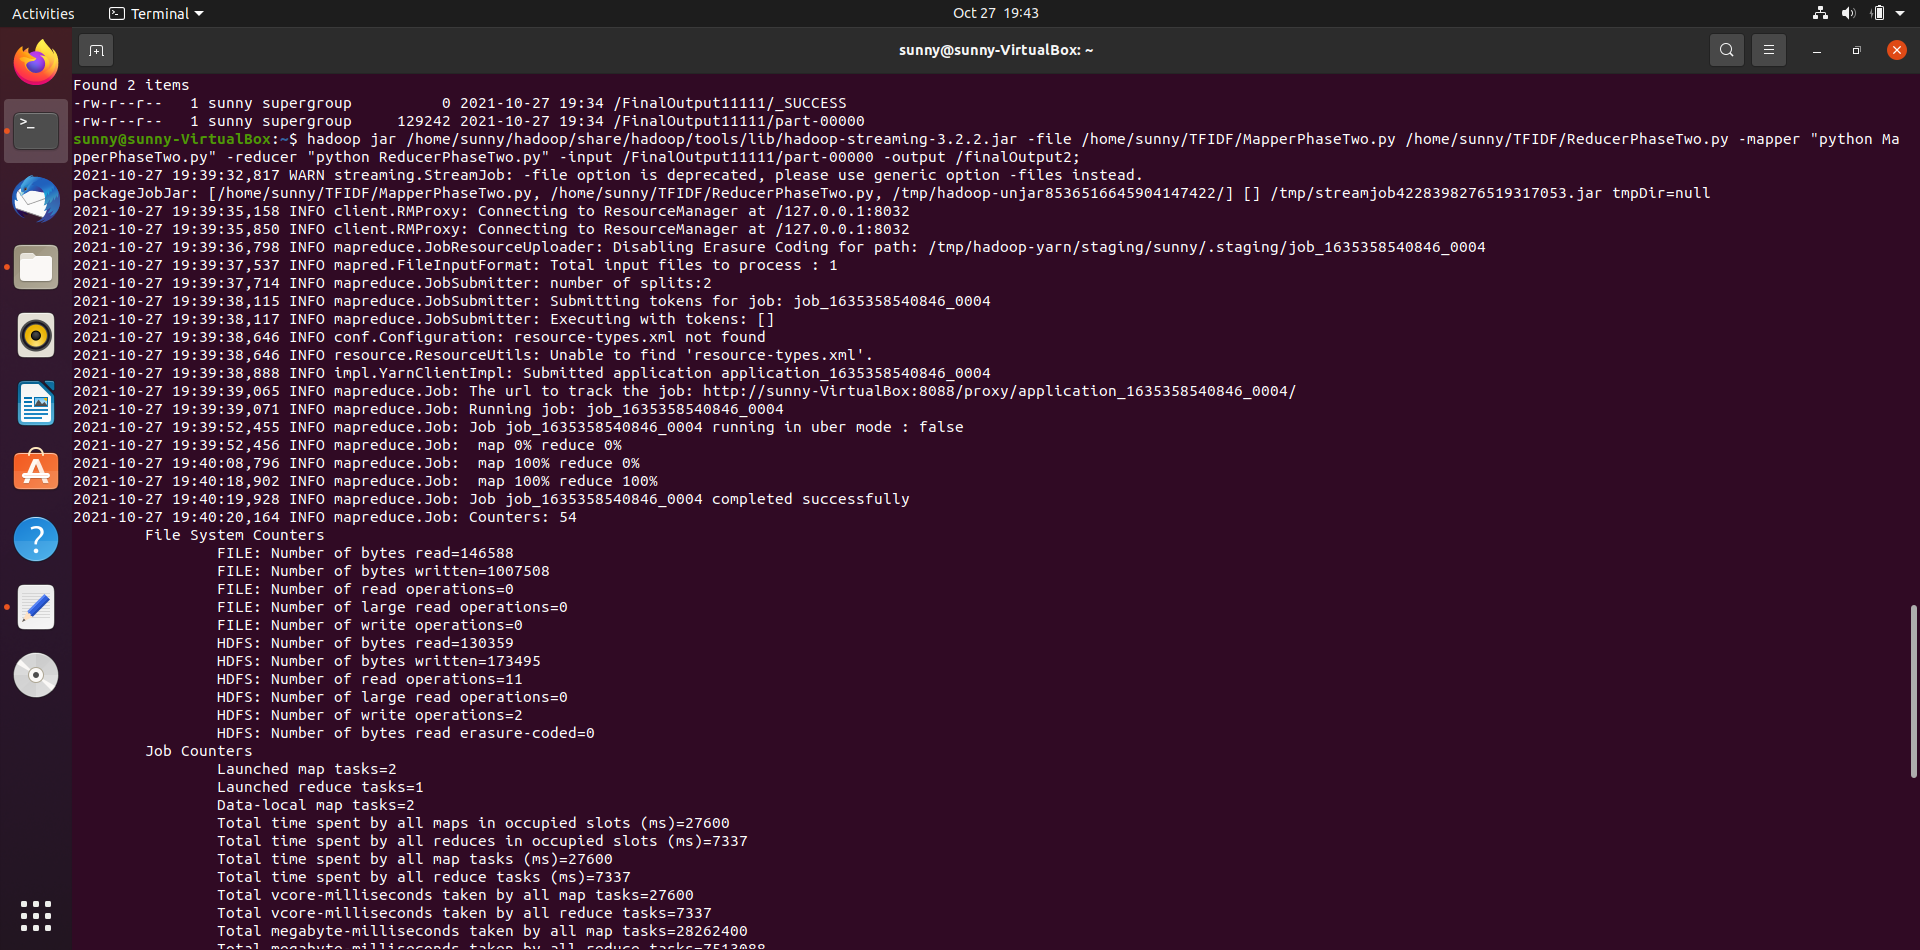 Activities
Terminal
Oct 27 19:43
sunny@sunny-VirtualBox: ~
Found 2 items
-rw-r--r--   1 sunny supergroup          0 2021-10-27 19:34 /FinalOutput11111/_SUCCESS
-rw-r--r--   1 sunny supergroup     129242 2021-10-27 19:34 /FinalOutput11111/part-00000
sunny@sunny-VirtualBox:~$ hadoop jar /home/sunny/hadoop/share/hadoop/tools/lib/hadoop-streaming-3.2.2.jar -file /home/sunny/TFIDF/MapperPhaseTwo.py /home/sunny/TFIDF/ReducerPhaseTwo.py -mapper "python Ma
pperPhaseTwo.py" -reducer "python ReducerPhaseTwo.py" -input /FinalOutput11111/part-00000 -output /finalOutput2;
2021-10-27 19:39:32,817 WARN streaming.StreamJob: -file option is deprecated, please use generic option -files instead.
packageJobJar: [/home/sunny/TFIDF/MapperPhaseTwo.py, /home/sunny/TFIDF/ReducerPhaseTwo.py, /tmp/hadoop-unjar8536516645904147422/] [] /tmp/streamjob4228398276519317053.jar tmpDir=null
2021-10-27 19:39:35,158 INFO client.RMProxy: Connecting to ResourceManager at /127.0.0.1:8032
2021-10-27 19:39:35,850 INFO client.RMProxy: Connecting to ResourceManager at /127.0.0.1:8032
2021-10-27 19:39:36,798 INFO mapreduce.JobResourceUploader: Disabling Erasure Coding for path: /tmp/hadoop-yarn/staging/sunny/.staging/job_1635358540846_0004
2021-10-27 19:39:37,537 INFO mapred.FileInputFormat: Total input files to process : 1
2021-10-27 19:39:37,714 INFO mapreduce.JobSubmitter: number of splits:2
2021-10-27 19:39:38,115 INFO mapreduce.JobSubmitter: Submitting tokens for job: job_1635358540846_0004
2021-10-27 19:39:38,117 INFO mapreduce.JobSubmitter: Executing with tokens: []
2021-10-27 19:39:38,646 INFO conf.Configuration: resource-types.xml not found
2021-10-27 19:39:38,646 INFO resource.ResourceUtils: Unable to find 'resource-types.xml'.
2021-10-27 19:39:38,888 INFO impl.YarnClientImpl: Submitted application application_1635358540846_0004
2021-10-27 19:39:39,065 INFO mapreduce.Job: The url to track the job: http://sunny-VirtualBox:8088/proxy/application_1635358540846_0004/
2021-10-27 19:39:39,071 INFO mapreduce.Job: Running job: job_1635358540846_0004
2021-10-27 19:39:52,455 INFO mapreduce.Job: Job job_1635358540846_0004 running in uber mode : false
2021-10-27 19:39:52,456 INFO mapreduce.Job:  map 0% reduce 0%
2021-10-27 19:40:08,796 INFO mapreduce.Job:  map 100% reduce 0%
2021-10-27 19:40:18,902 INFO mapreduce.Job:  map 100% reduce 100%
2021-10-27 19:40:19,928 INFO mapreduce.Job: Job job_1635358540846_0004 completed successfully
2021-10-27 19:40:20,164 INFO mapreduce.Job: Counters: 54
File System Counters
FILE: Number of bytes read=146588
FILE: Number of bytes written=1007508
FILE: Number of read operations=0
FILE: Number of large read operations=0
FILE: Number of write operations=0
HDFS: Number of bytes read=130359
HDFS: Number of bytes written=173495
HDFS: Number of read operations=11
HDFS: Number of large read operations=0
HDFS: Number of write operations=2
HDFS: Number of bytes read erasure-coded=0
Job Counters
Launched map tasks=2
Launched reduce tasks=1
Data-local map tasks=2
Total time spent by all maps in occupied slots (ms)=27600
Total time spent by all reduces in occupied slots (ms)=7337
Total time spent by all map tasks (ms)=27600
Total time spent by all reduce tasks (ms)=7337
Total vcore-milliseconds taken by all map tasks=27600
Total vcore-milliseconds taken by all reduce tasks=7337
Total megabyte-milliseconds taken by all map tasks=28262400
Total megabyte-milliseconds taken by all reduce tasks=7513088